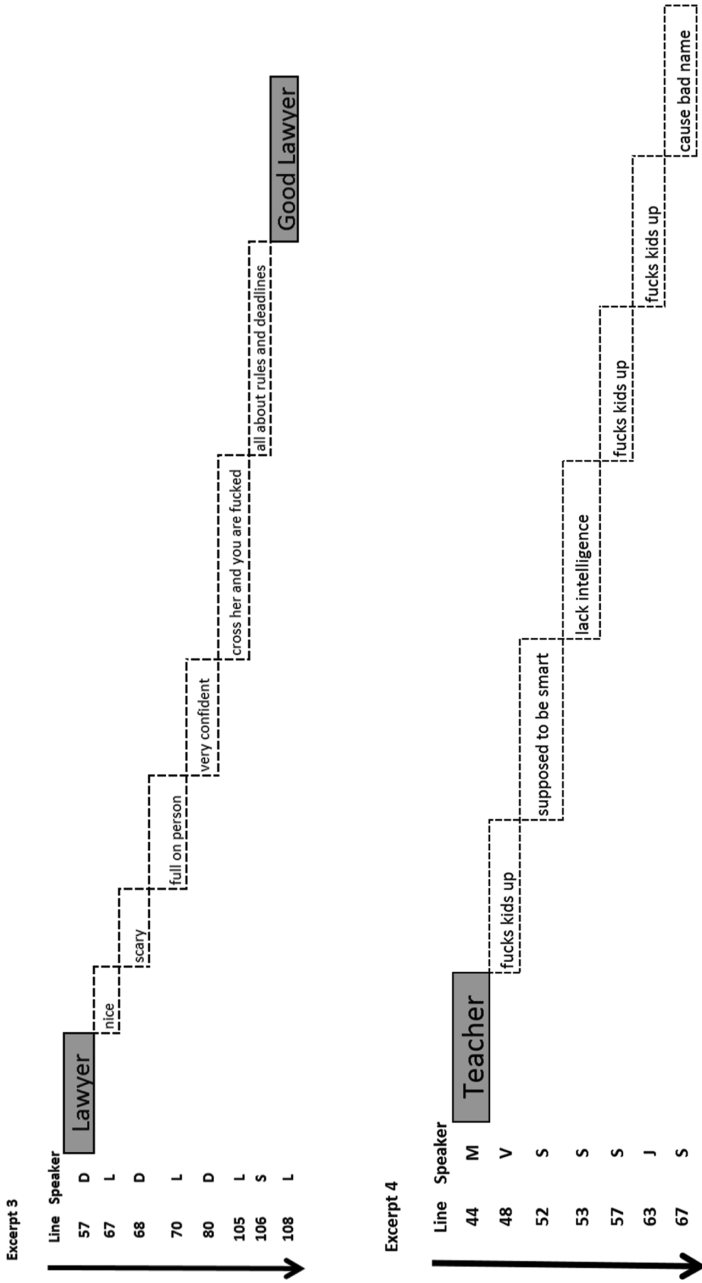 Excerpt 3
Line Speaker
57 D Lawyer
67 L nice
68 D scary
70 L full on person
80 D very confident
105 L cross her and you are fucked
106 S all about rules and deadlines
108 L Good Lawyer
Excerpt 4
Line Speaker
44 M Teacher
48 V fucks kids up
52 S supposed to be smart
53 S lack intelligence
57 S fucks kids up
63 J fucks kids up
67 S cause bad name